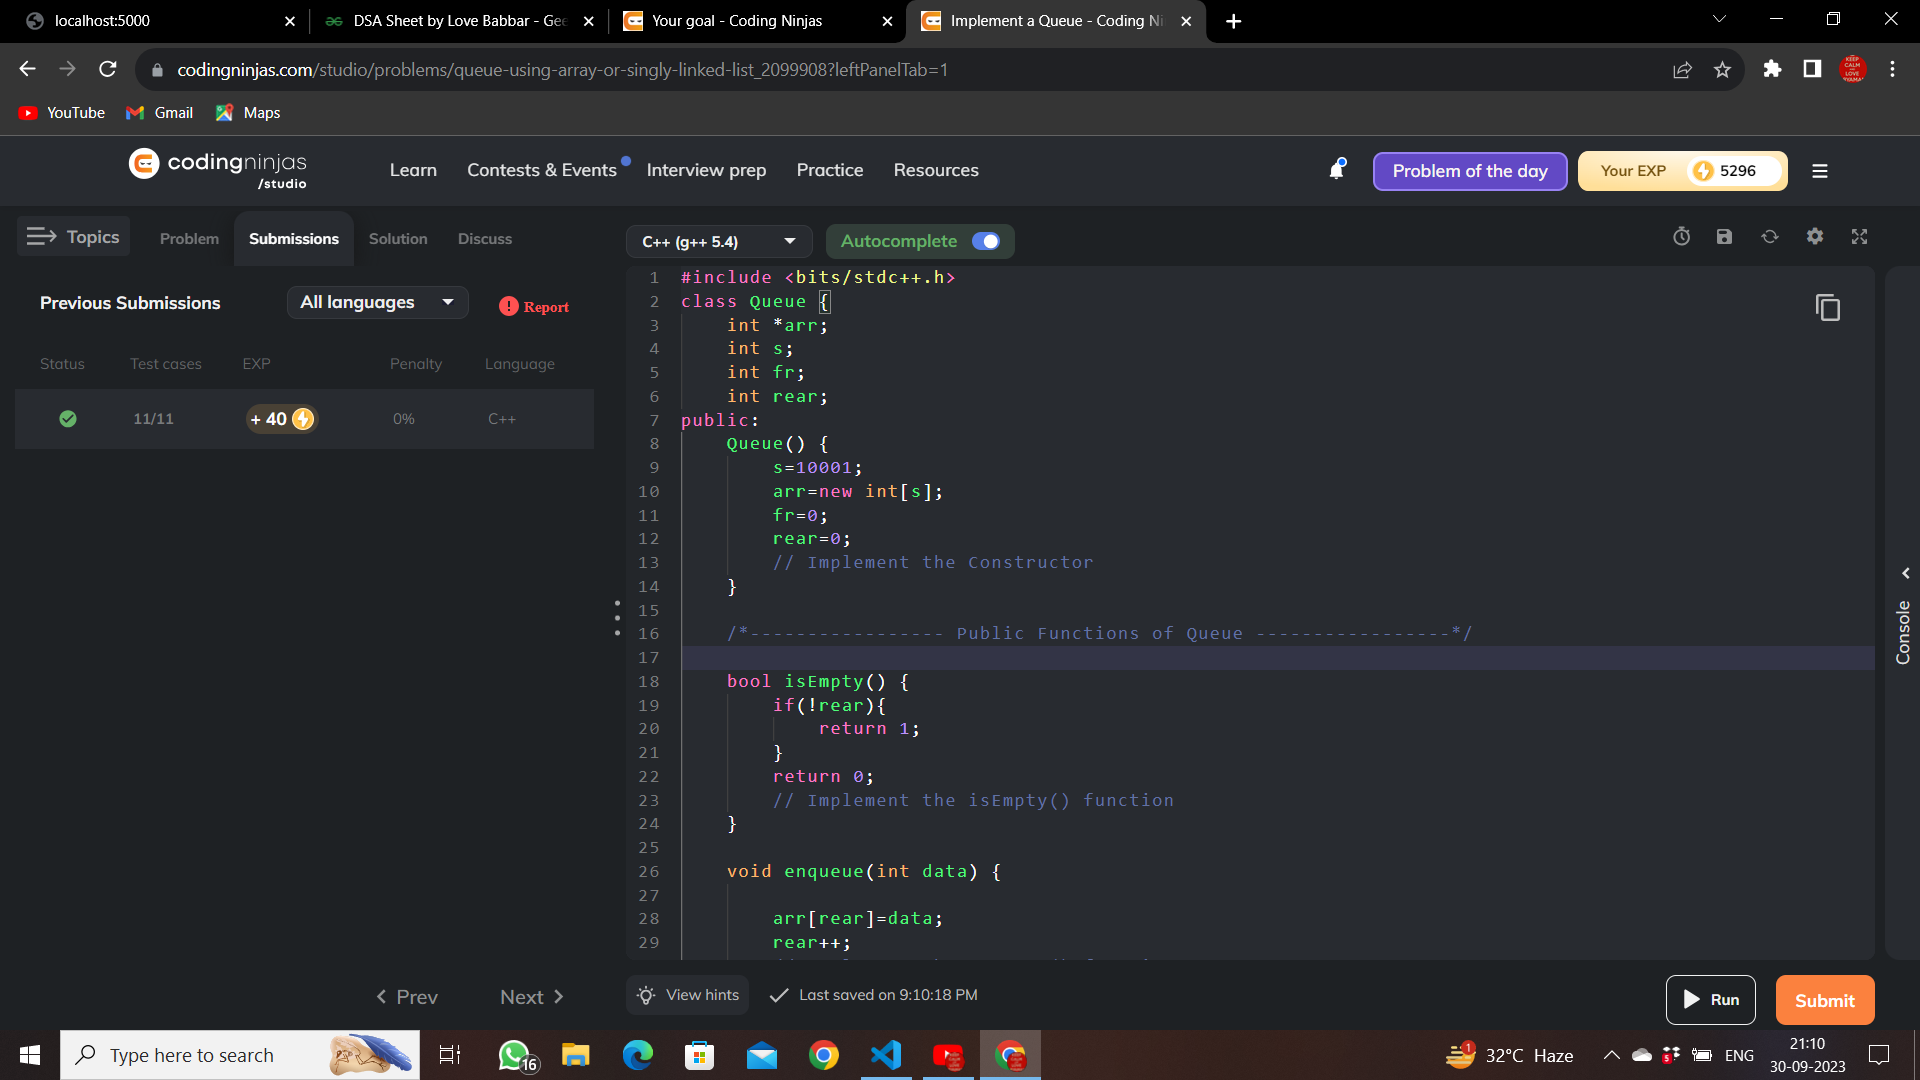 localhost:5000
DSA Sheet by Love Babbar - Gee
Your goal - Coding Ninjas
Implement a Queue - Coding Ni
codingninjas.com/studio/problems/queue-using-array-or-singly-linked-list_2099908?leftPanelTab=1
YouTube Gmail Maps
codingninjas
/studio
Learn Contests & Events Interview prep Practice Resources
Problem of the day
Your EXP 5296
Topics Problem Submissions Solution Discuss
C++ (g++ 5.4) Autocomplete
Previous Submissions All languages ! Report
Status Test cases EXP Penalty Language
11/11 + 40 0% C++
1 #include <bits/stdc++.h>
2 class Queue {
3 int *arr;
4 int s;
5 int fr;
6 int rear;
7 public:
8 Queue() {
9 s=10001;
10 arr=new int[s];
11 fr=0;
12 rear=0;
13 // Implement the Constructor
14 }
15
16 /*----------------- Public Functions of Queue -----------------*/
17
18 bool isEmpty() {
19 if(!rear){
20 return 1;
21 }
22 return 0;
23 // Implement the isEmpty() function
24 }
25
26 void enqueue(int data) {
27
28 arr[rear]=data;
29 rear++;
Console
Prev Next
View hints Last saved on 9:10:18 PM
Run Submit
Type here to search
16
1 32°C Haze
5
ENG
21:10
30-09-2023